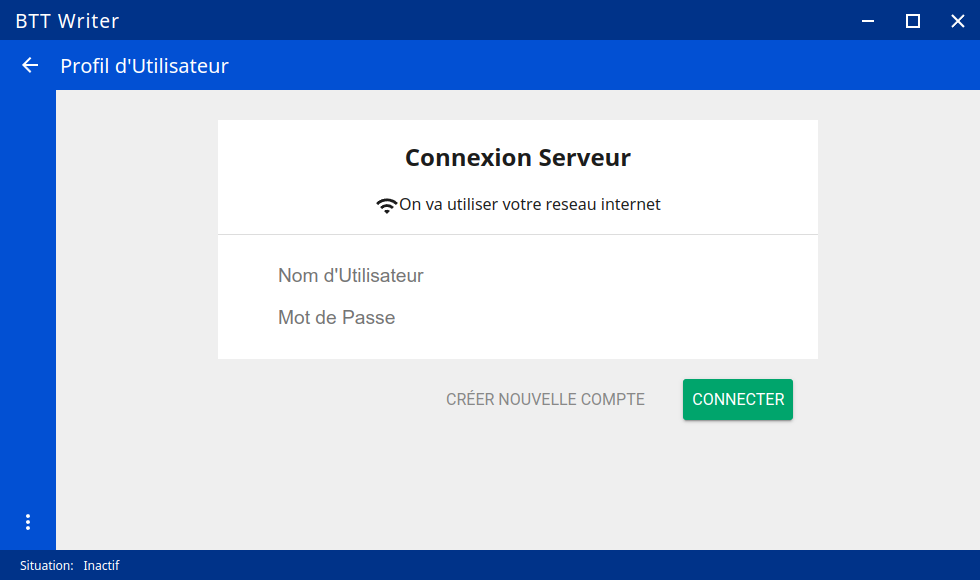 BTT Writer
Profil d'Utilisateur
Connexion Serveur
On va utiliser votre reseau internet
Nom d'Utilisateur
Mot de Passe
CRÉER NOUVELLE COMPTE
CONNECTER
Situation: Inactif